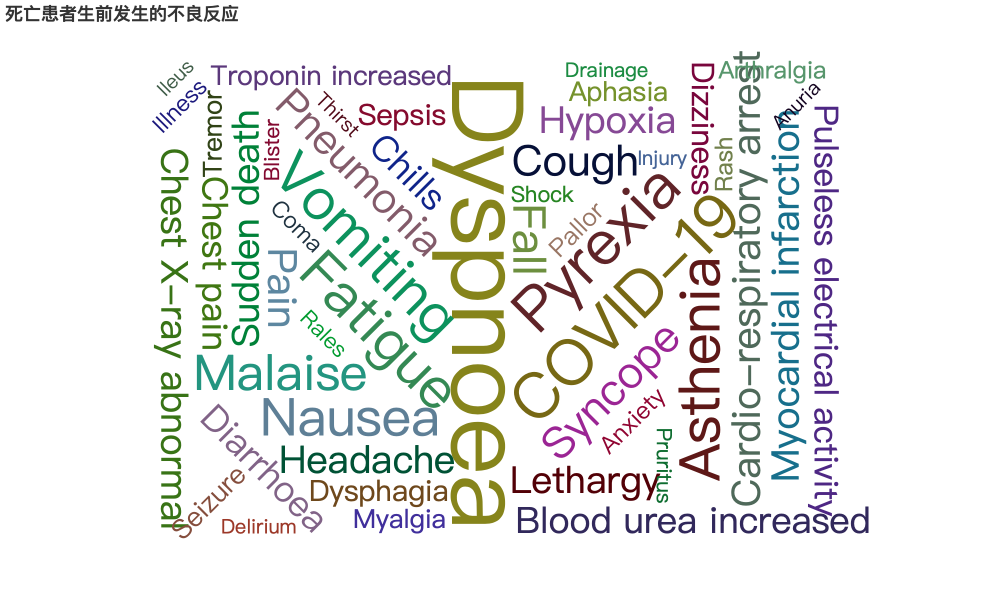 死亡患者生前发生的不良反应
Ileus
Illness
Troponin increased
Drainage
Arthralgia
Aphasia
Anuria
Tremor
Thirst
Sepsis
Hypoxia
Dizziness
Pneumonia
Blister
Sudden death
Chills
Cough
Injury
Rash
Chest X-ray abnormal
Chest pain
Vomiting
Coma
Dyspnoea
Shock
Fall
Pallor
Pyrexia
COVID-19
Cardio-respiratory arrest
Myocardial infarction
Pulseless electrical activity
Pain
Fatigue
Rales
Malaise
Nausea
Syncope
Asthenia
Anxiety
Diarrhoea
Headache
Pruritus
Seizure
Dysphagia
Lethargy
Delirium
Myalgia
Blood urea increased